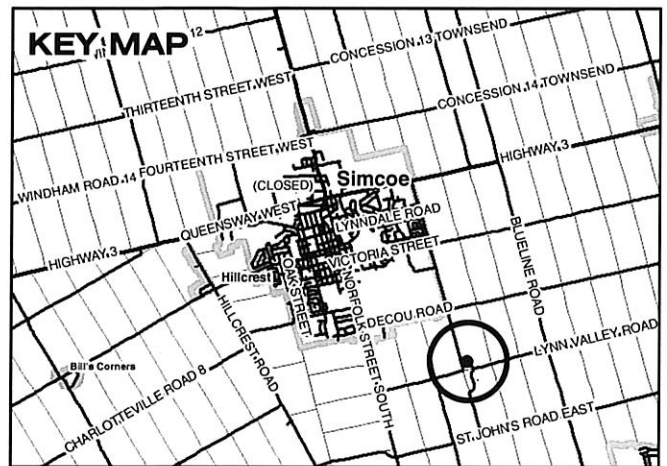 KEY MAP
12
CONCESSION 13 TOWNSEND
THIRTEENTH STREET WEST
CONCESSION 14 TOWNSEND
WINDHAM ROAD 14 FOURTEENTH STREET WEST
HIGHWAY 3
(CLOSED)
Simcoe
QUEENSWAY WEST
LYNNDALE ROAD
HIGHWAY 3
VICTORIA STREET
BLUELINE ROAD
Hillcrest
OAK STREET
NORFOLK STREET SOUTH
HILLCREST ROAD
DECOU ROAD
LYNN VALLEY ROAD
Bill's Corners
CHARLOTTEVILLE ROAD 8
ST. JOHN'S ROAD EAST